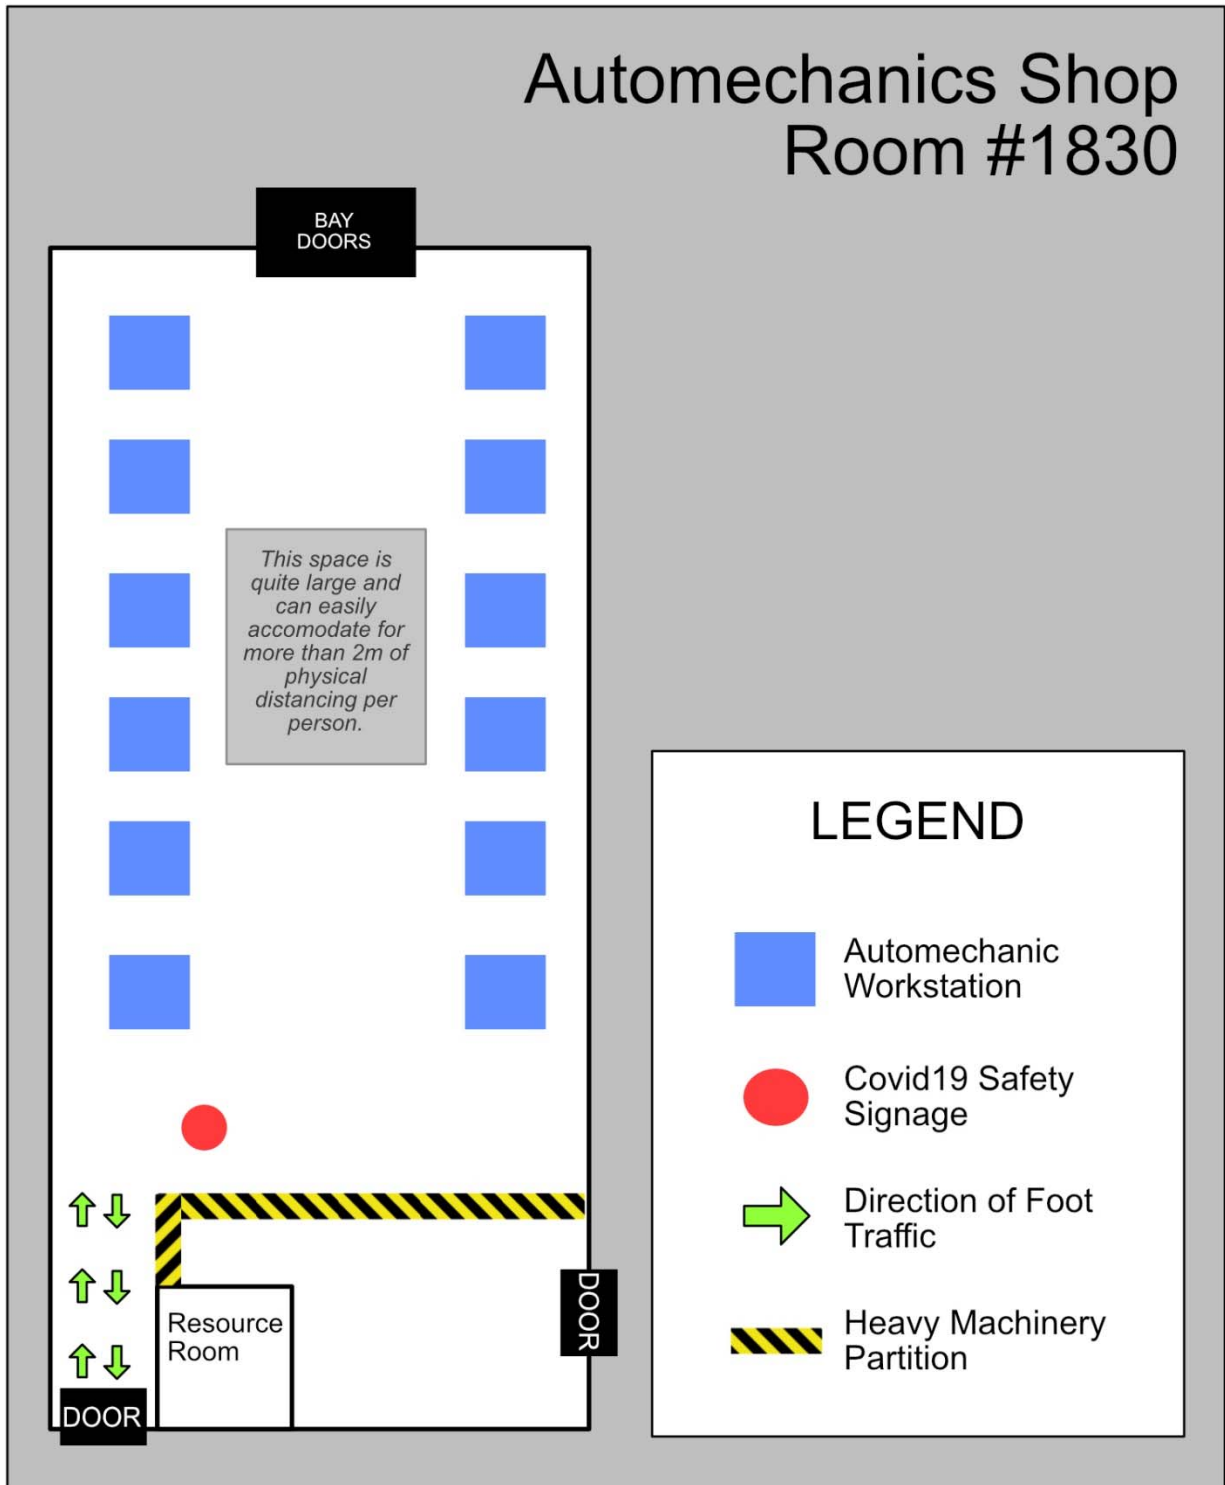 Automechanics Shop
Room #1830
BAY
DOORS
This space is
quite large and
can easily
accomodate for
more than 2m of
physical
distancing per
person.
LEGEND
Automechanic
Workstation
Covid19 Safety
Signage
Direction of Foot
Traffic
Heavy Machinery
Partition
Resource
Room
DOOR
DOOR